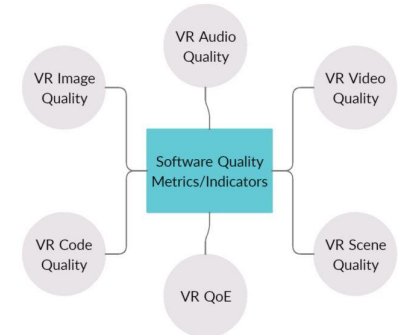 VR Audio
Quality
VR Image
Quality
VR Video
Quality
Software Quality
Metrics/Indicators
VR Code
Quality
VR Scene
Quality
VR QoE